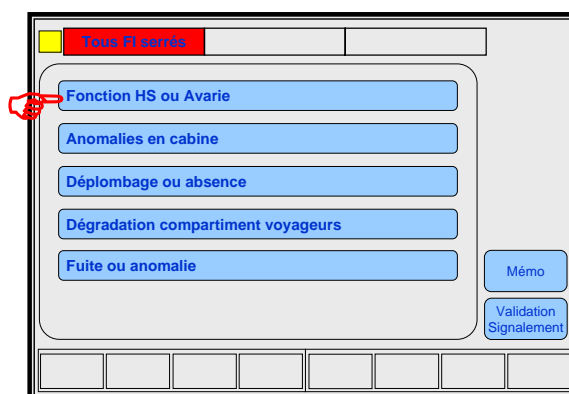 Tous FI serrés
Fonction HS ou Avarie
Anomalies en cabine
Déplombage ou absence
Dégradation compartiment voyageurs
Fuite ou anomalie
Mémo
Validation
Signalement